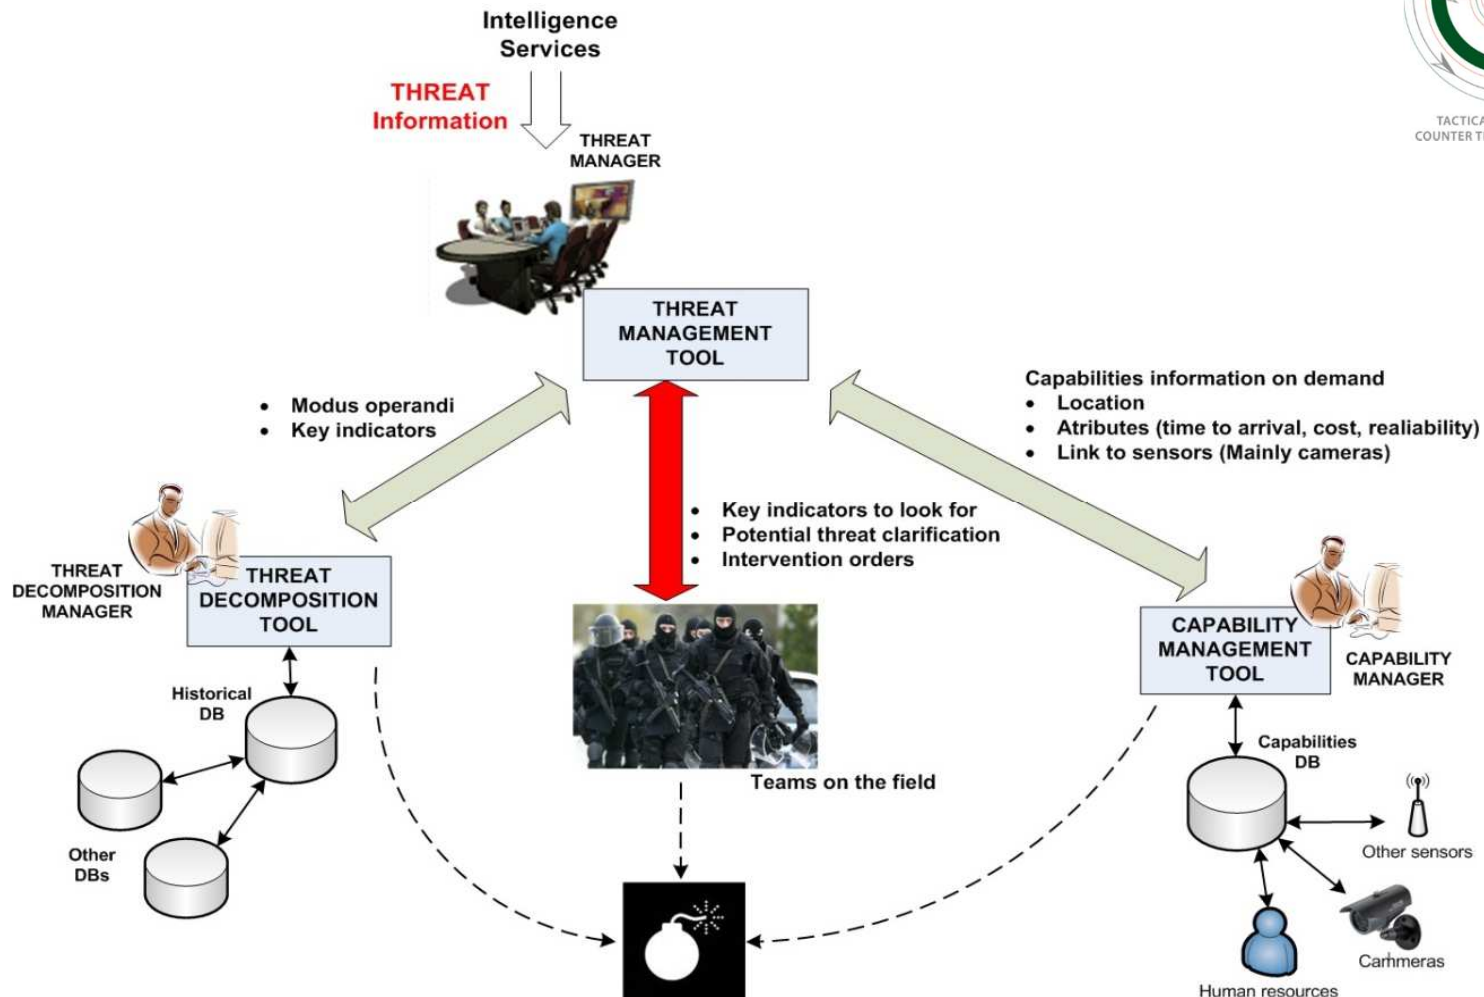 Intelligence
Services
THREAT
Information
THREAT
MANAGER
COUNTER
THREAT
MANAGEMENT
TOOL
• Modus operandi
• Key indicators
Capabilities information on demand
• Location
• Atributes (time to arrival, cost, realiability)
• Link to sensors (Mainly cameras)
• Key indicators to look for
• Potential threat clarification
• Intervention orders
THREAT
DECOMPOSITION
MANAGER
THREAT
DECOMPOSITION
TOOL
CAPABILITY
MANAGEMENT
TOOL
CAPABILITY
MANAGER
Historical
DB
Other
DBs
Teams on the field
Capabilities
DB
Other sensors
Cammeras
Human resources